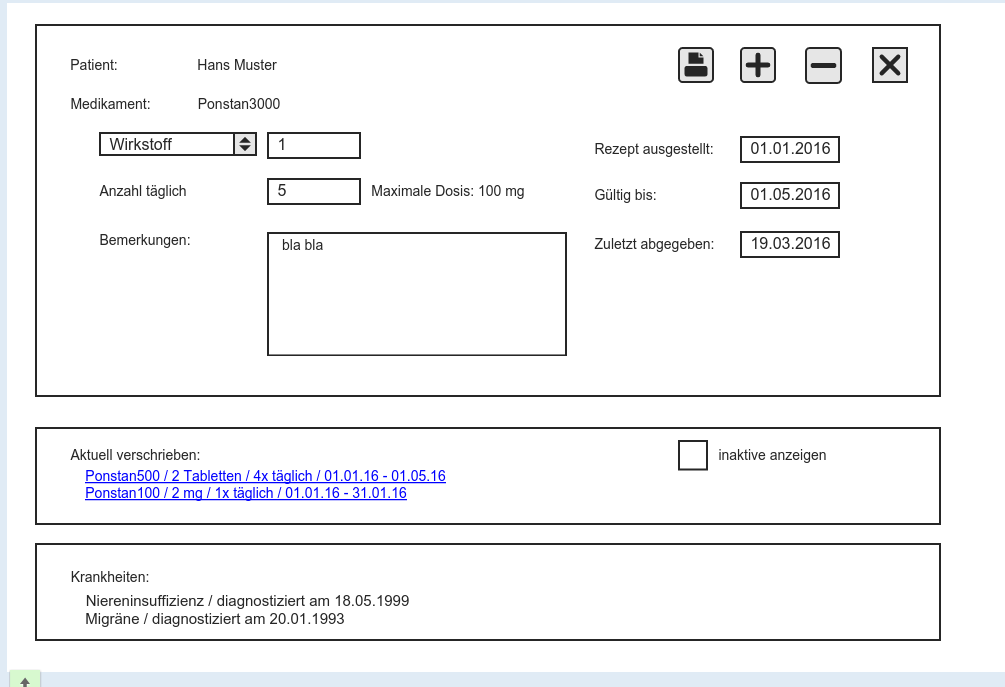 Patient: Hans Muster
Medikament: Ponstan3000
Wirkstoff 1
Rezept ausgestellt: 01.01.2016
Anzahl täglich 5 Maximale Dosis: 100 mg
Gültig bis: 01.05.2016
Bemerkungen: bla bla
Zuletzt abgegeben: 19.03.2016
Aktuell verschrieben: inaktive anzeigen
Ponstan500 / 2 Tabletten / 4x täglich / 01.01.16 - 01.05.16
Ponstan100 / 2 mg / 1x täglich / 01.01.16 - 31.01.16
Krankheiten:
Niereninsuffizienz / diagnostiziert am 18.05.1999
Migräne / diagnostiziert am 20.01.1993